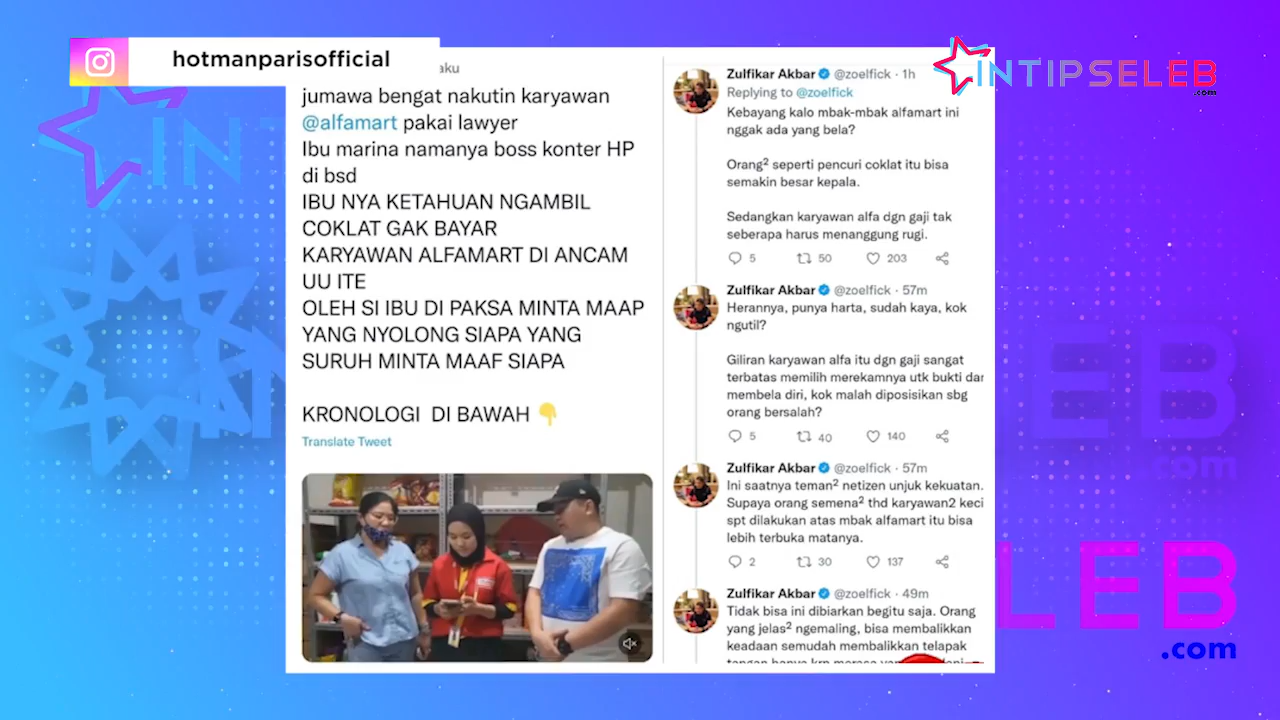 hotmanparisofficial
INTIPSELEB
.com
aku
jumawa bengat nakutin karyawan
@alfamart pakai lawyer
Ibu marina namanya boss konter HP
di bsd
IBU NYA KETAHUAN NGAMBIL
COKLAT GAK BAYAR
KARYAWAN ALFAMART DI ANCAM
UU ITE
OLEH SI IBU DI PAKSA MINTA MAAP
YANG NYOLONG SIAPA YANG
SURUH MINTA MAAF SIAPA
KRONOLOGI DI BAWAH 👇
Translate Tweet
Zulfikar Akbar @zoelfick · 1h
Replying to @zoelfick
Kebayang kalo mbak-mbak alfamart ini
nggak ada yang bela?
Orang² seperti pencuri coklat itu bisa
semakin besar kepala.
Sedangkan karyawan alfa dgn gaji tak
seberapa harus menanggung rugi.
5 50 203
Zulfikar Akbar @zoelfick · 57m
Herannya, punya harta, sudah kaya, kok
ngutil?
Giliran karyawan alfa itu dgn gaji sangat
terbatas memilih merekamnya utk bukti dan
membela diri, kok malah diposisikan sbg
orang bersalah?
5 40 140
Zulfikar Akbar @zoelfick · 57m
Ini saatnya teman² netizen unjuk kekuatan.
Supaya orang semena² thd karyawan2 keci
spt dilakukan atas mbak alfamart itu bisa
lebih terbuka matanya.
2 30 137
Zulfikar Akbar @zoelfick · 49m
Tidak bisa ini dibiarkan begitu saja. Orang
yang jelas² ngemaling, bisa membalikkan
keadaan semudah membalikkan telapak
IN
EB
.com
LEB
.com